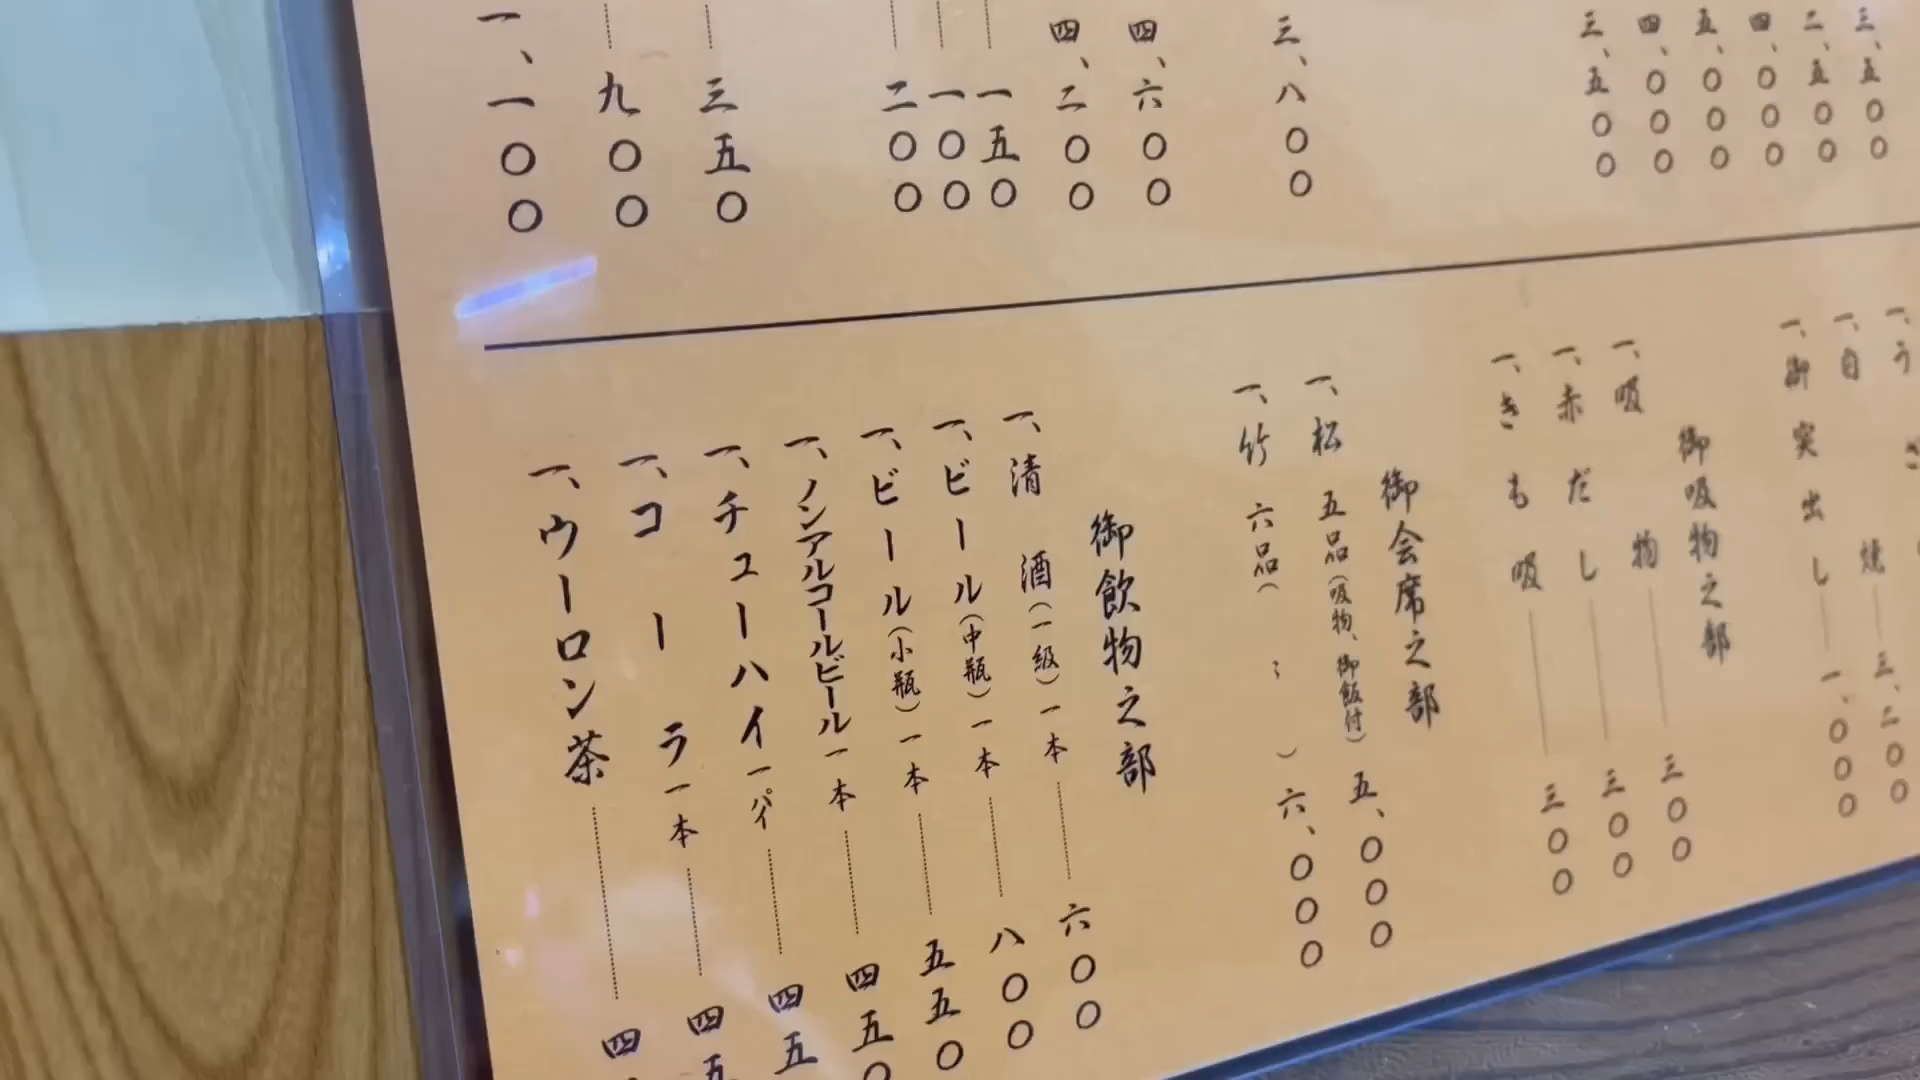 三、五〇〇
二、五〇〇
四、〇〇〇
五、〇〇〇
四、〇〇〇
三、五〇〇
三、八〇〇
四、六〇〇
四、二〇〇
一五〇
一〇〇
二〇〇
三五〇
九〇〇
一、一〇〇
一、う
一、白 焼 三、二〇〇
一、御突出し 一、〇〇〇
御吸物之部
一、吸物 三〇〇
一、赤だし 三〇〇
一、きも吸 三〇〇
御会席之部
一、松 五品(吸物、御飯付) 五、〇〇〇
一、竹 六品( 〻 ) 六、〇〇〇
御飲物之部
一、清酒(一級)一本 六〇〇
一、ビール(中瓶)一本 八〇〇
一、ビール(小瓶)一本 五五〇
一、ノンアルコールビール一本 四五〇
一、チューハイ一パイ 四五
一、コーラ一本 四五
一、ウーロン茶 四